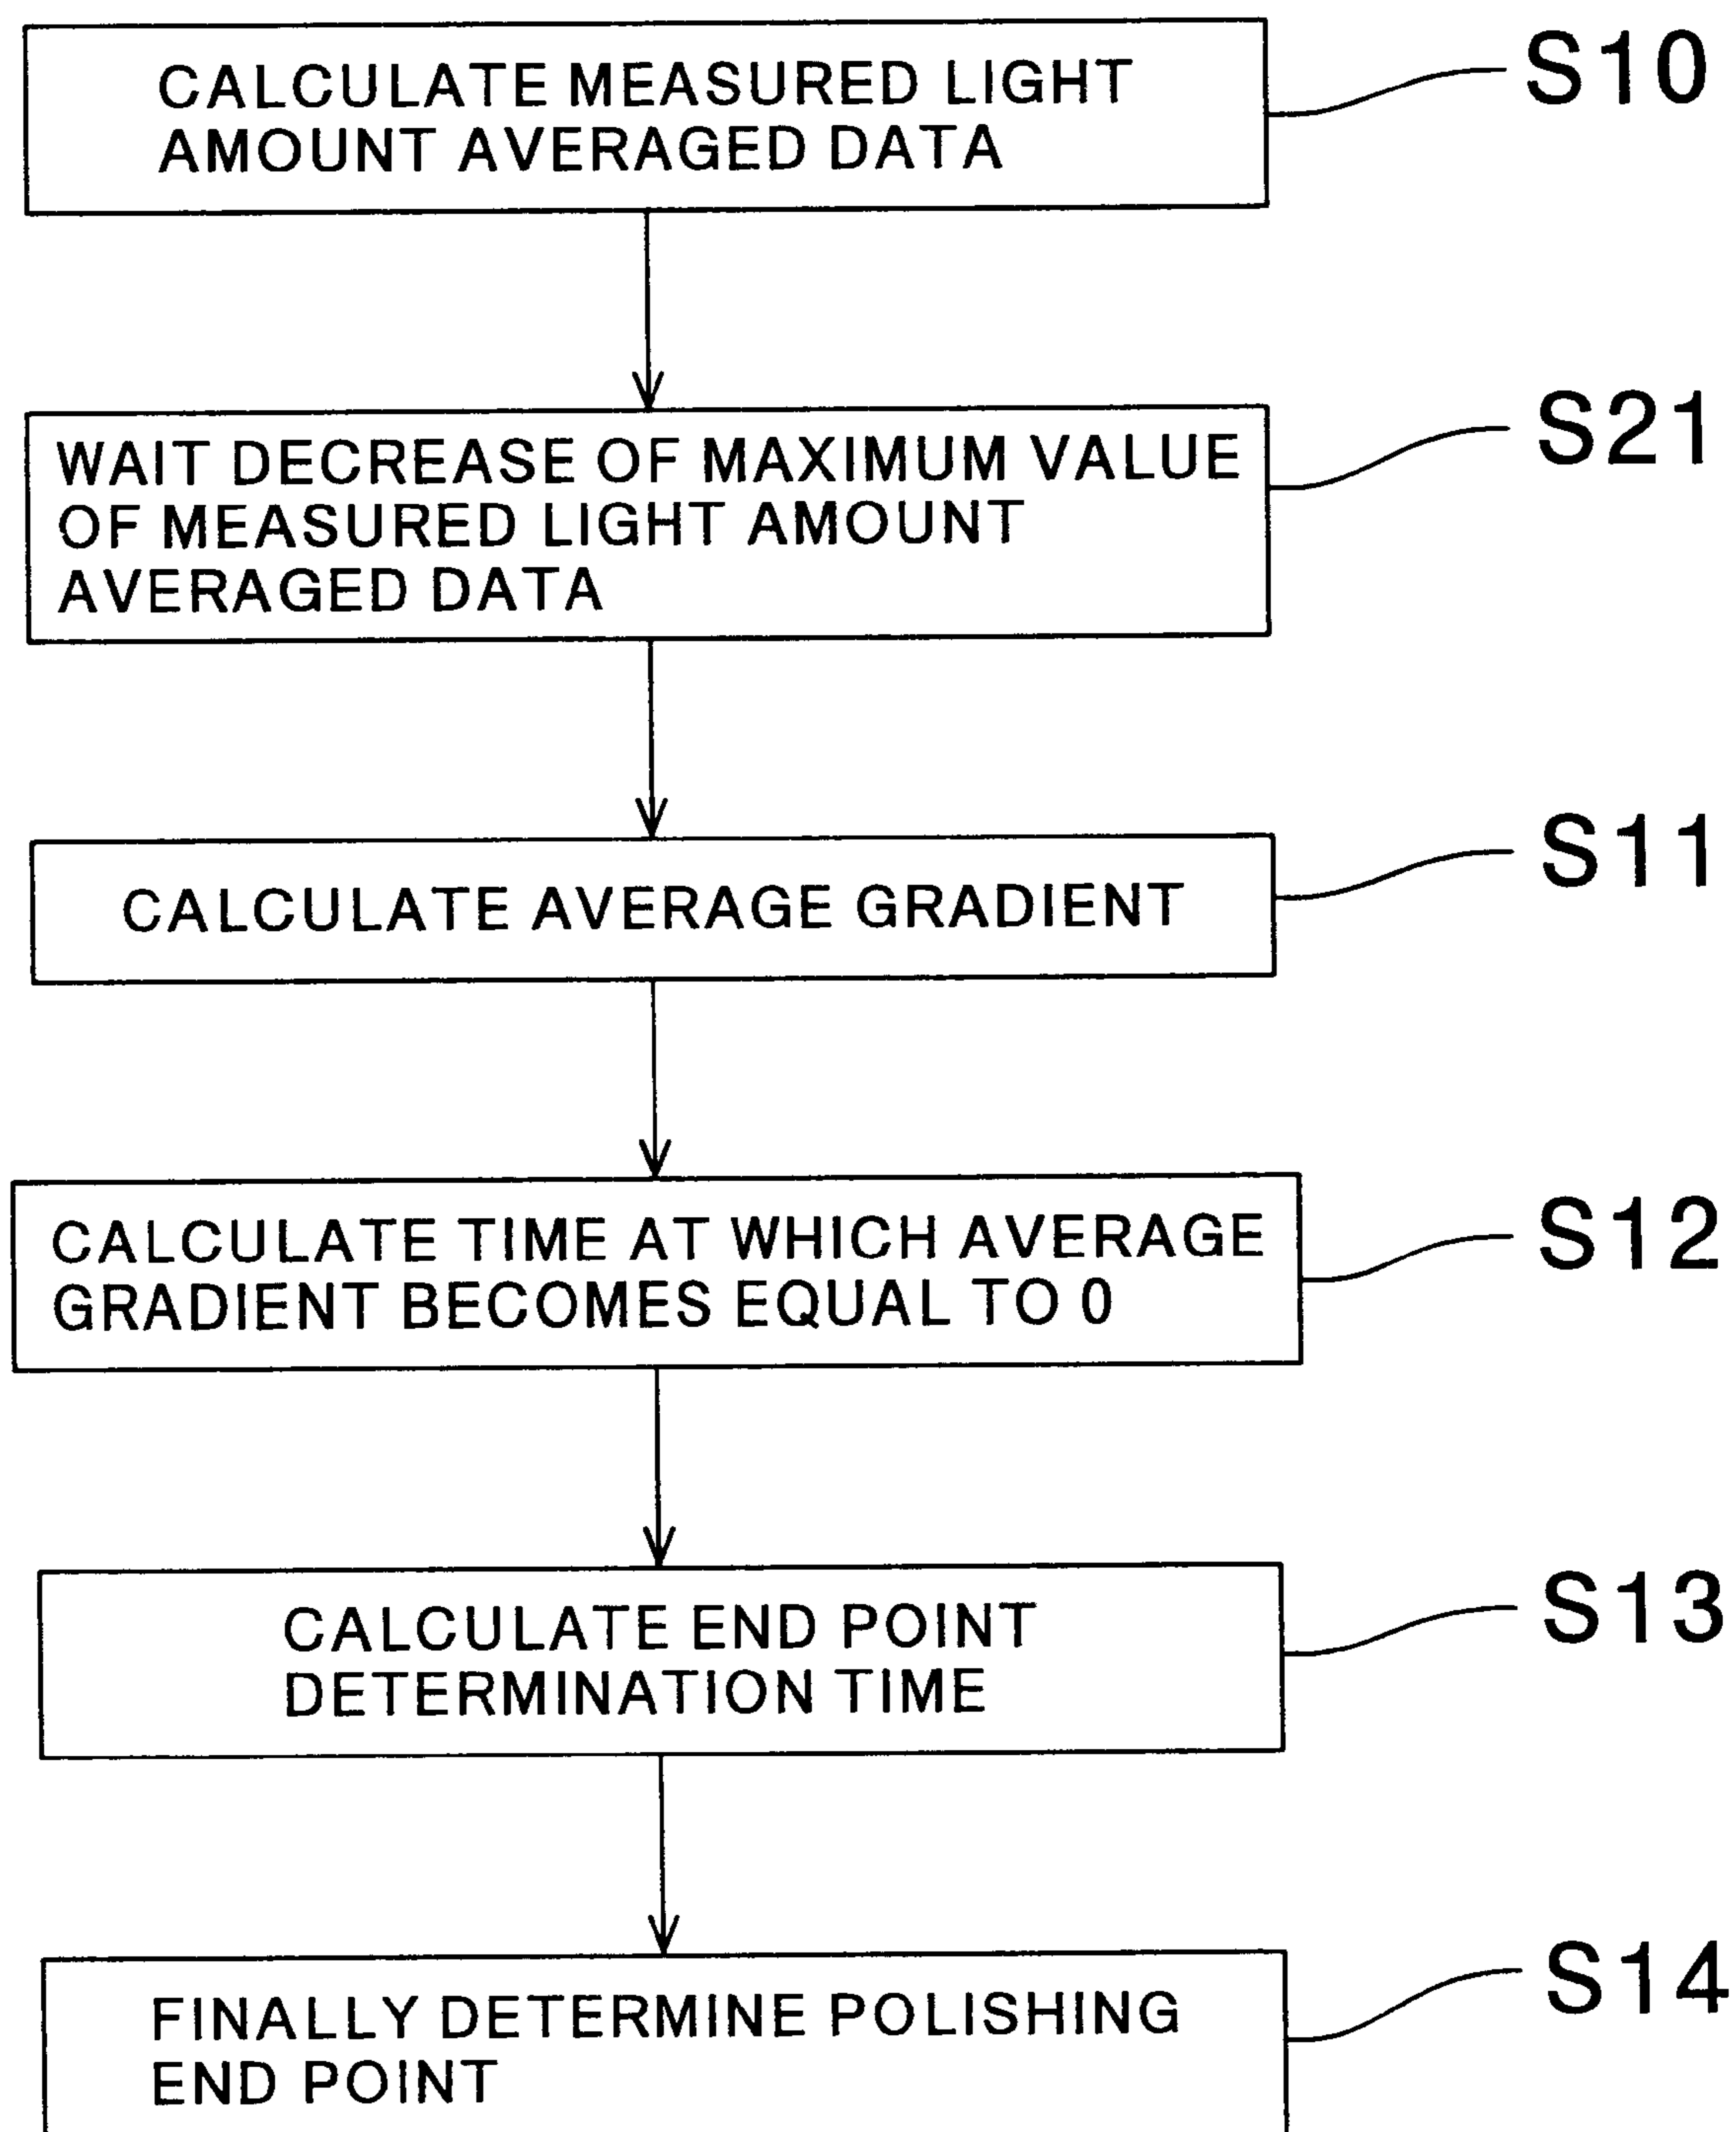 CALCULATE MEASURED LIGHT
AMOUNT AVERAGED DATA
S10
WAIT DECREASE OF MAXIMUM VALUE
OF MEASURED LIGHT AMOUNT
AVERAGED DATA
S21
CALCULATE AVERAGE GRADIENT
S11
CALCULATE TIME AT WHICH AVERAGE
GRADIENT BECOMES EQUAL TO 0
S12
CALCULATE END POINT
DETERMINATION TIME
S13
FINALLY DETERMINE POLISHING
END POINT
S14